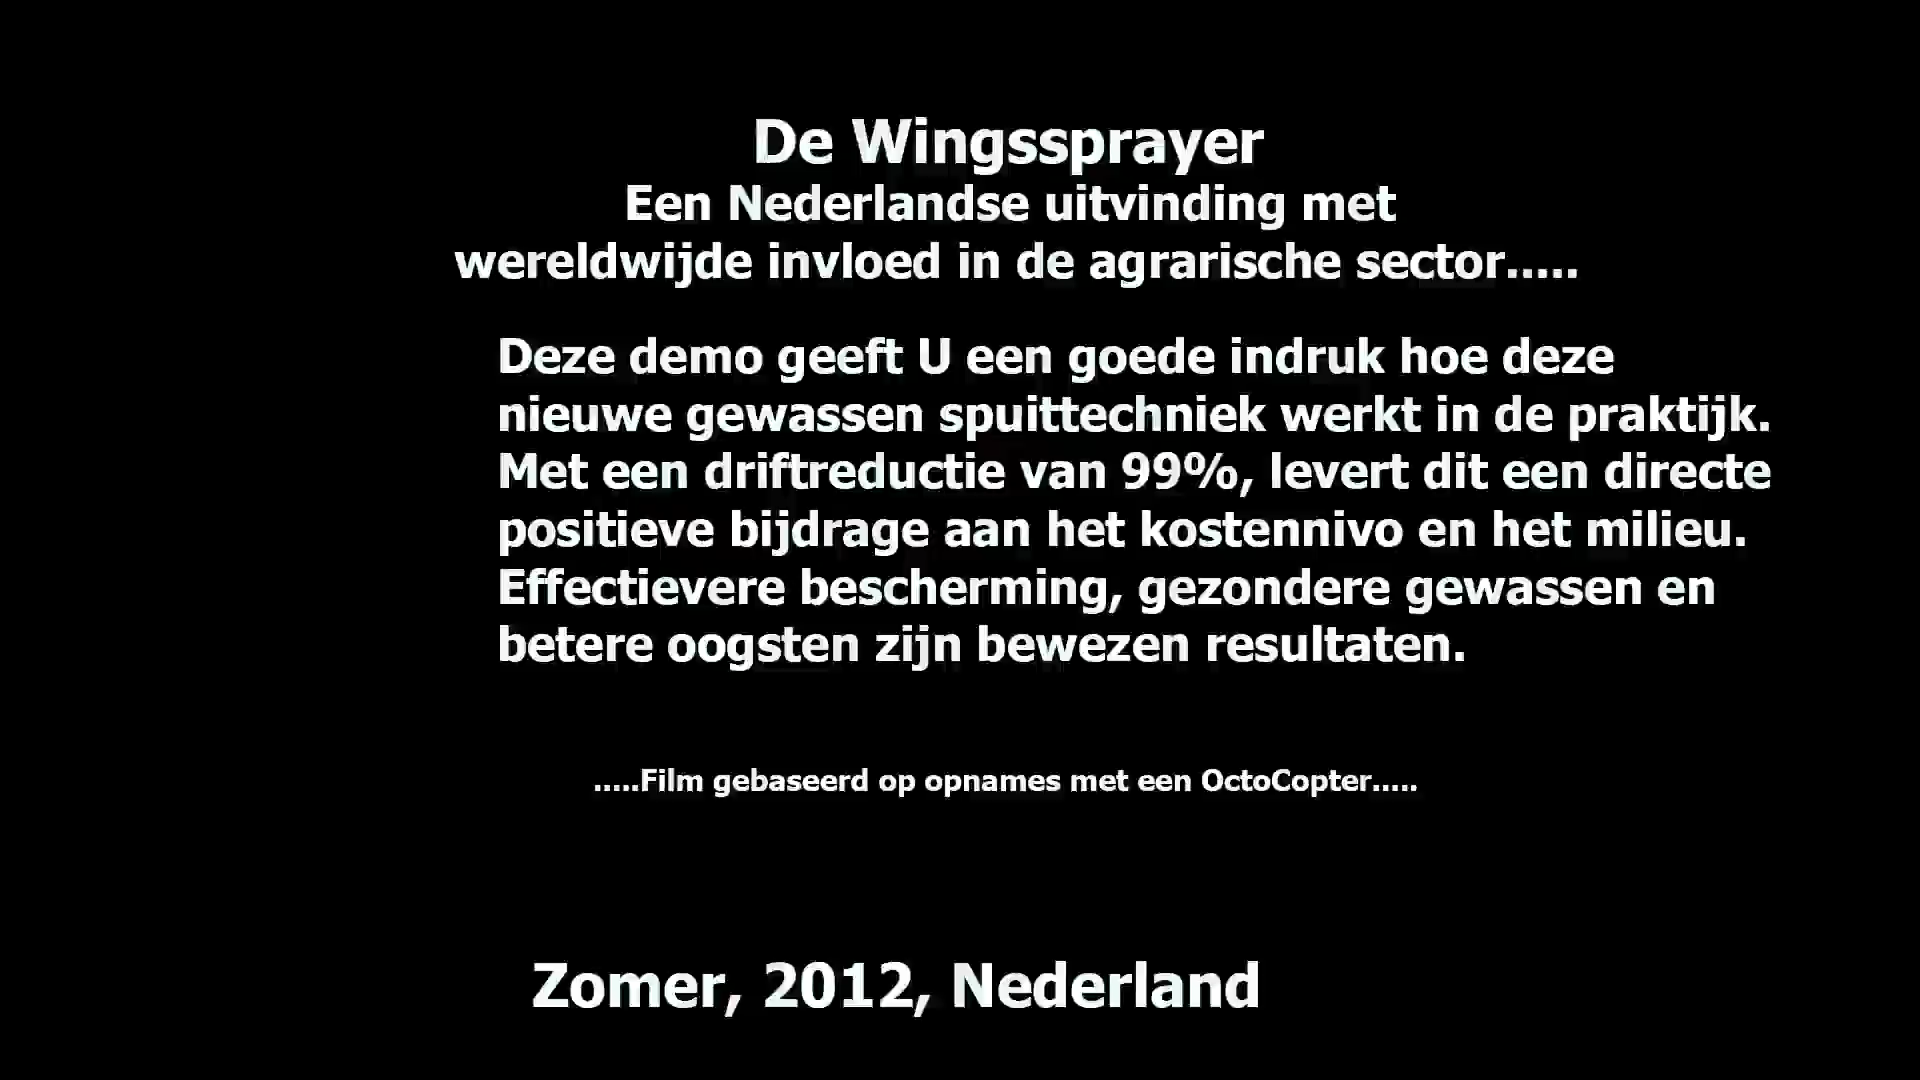 De Wingssprayer
Een Nederlandse uitvinding met
wereldwijde invloed in de agrarische sector.....
Deze demo geeft U een goede indruk hoe deze
nieuwe gewassen spuittechniek werkt in de praktijk.
Met een driftreductie van 99%, levert dit een directe
positieve bijdrage aan het kostennivo en het milieu.
Effectievere bescherming, gezondere gewassen en
betere oogsten zijn bewezen resultaten.
.....Film gebaseerd op opnames met een OctoCopter.....
Zomer, 2012, Nederland